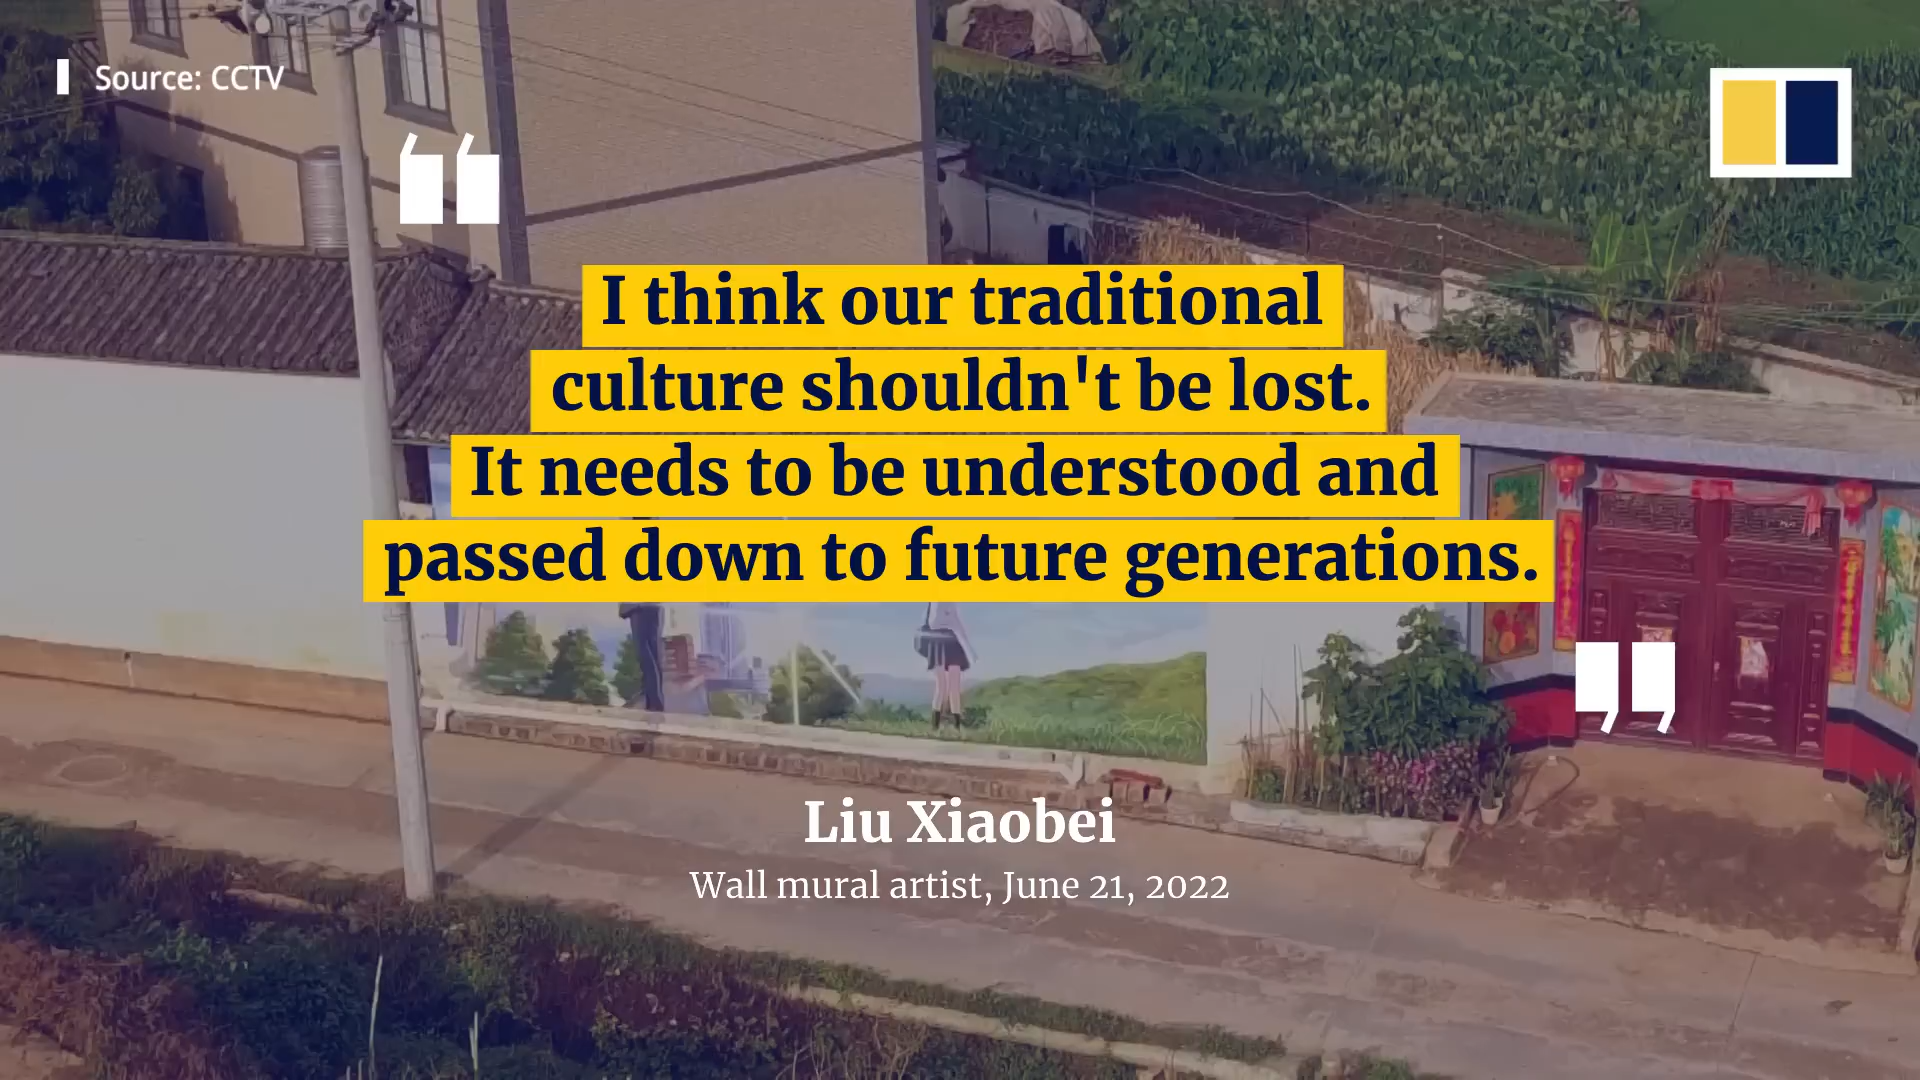 Source: CCTV
I think our traditional
culture shouldn't be lost.
It needs to be understood and
passed down to future generations.
Liu Xiaobei
Wall mural artist, June 21, 2022